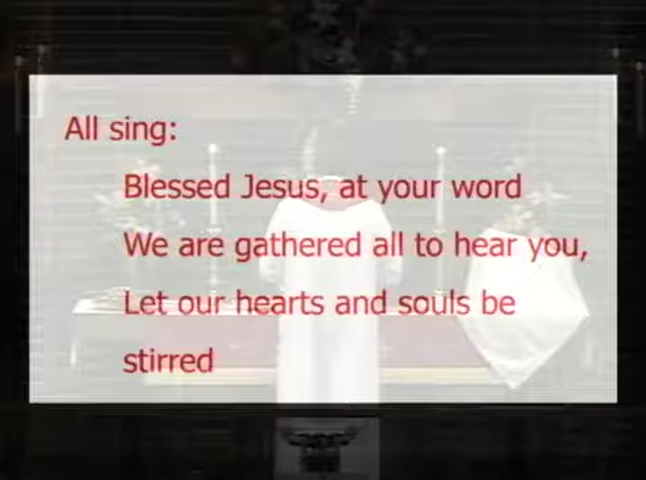 All sing:
Blessed Jesus, at your word
We are gathered all to hear you,
Let our hearts and souls be
stirred